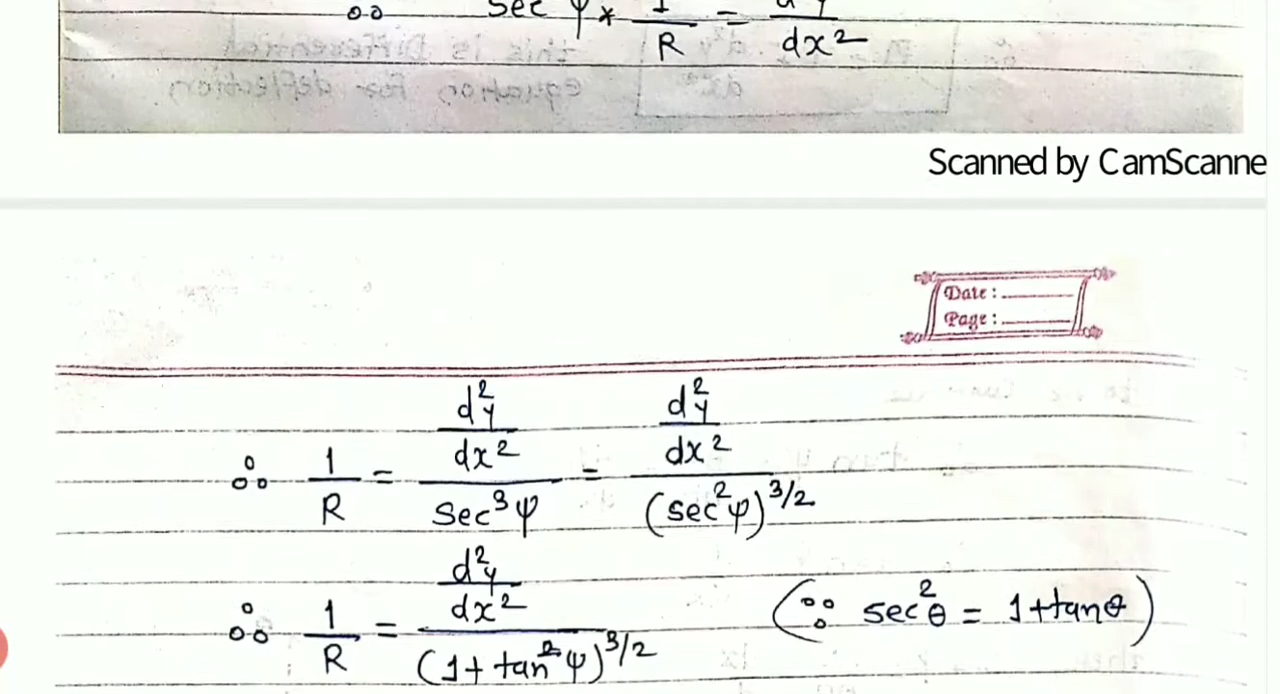 ∴ sec ψ * 1/R = d y/dx²
Scanned by CamScanne
Date :
Page :
∴ 1/R = (d²y/dx²)/(sec³ψ) = (d²y/dx²)/(sec²ψ)^3/2
∴ 1/R = (d²y/dx²)/(1 + tan²ψ)^3/2 (∵ sec²θ = 1 + tanθ)